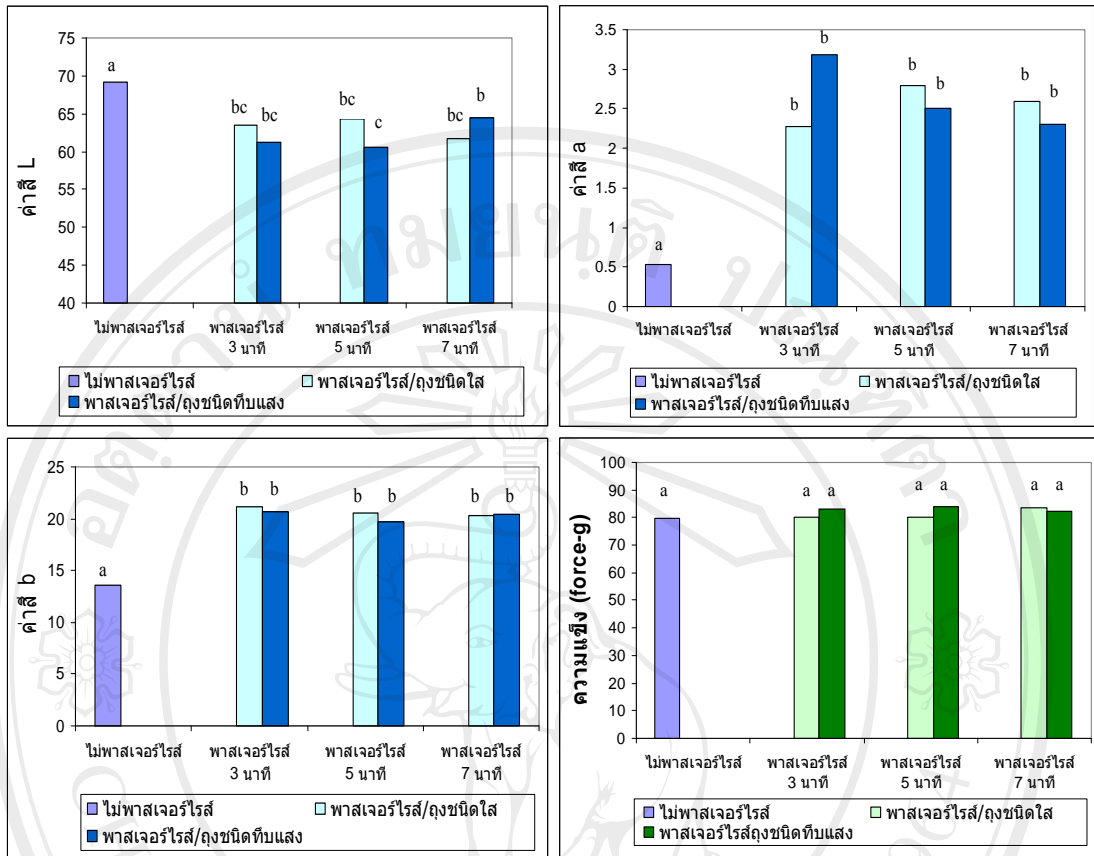 75
70
65
60
55
50
45
40
ค่าสี L
a
bc
bc
bc
c
bc
b
ไม่พาสเจอร์ไรส์
พาสเจอร์ไรส์
3 นาที
พาสเจอร์ไรส์
5 นาที
พาสเจอร์ไรส์
7 นาที
ไม่พาสเจอร์ไรส์
พาสเจอร์ไรส์/ถุงชนิดใส
พาสเจอร์ไรส์/ถุงชนิดทึบแสง
3.5
3
2.5
2
1.5
1
0.5
0
ค่าสี a
a
b
b
b
b
b
b
ไม่พาสเจอร์ไรส์
พาสเจอร์ไรส์
3 นาที
พาสเจอร์ไรส์
5 นาที
พาสเจอร์ไรส์
7 นาที
ไม่พาสเจอร์ไรส์
พาสเจอร์ไรส์/ถุงชนิดใส
พาสเจอร์ไรส์/ถุงชนิดทึบแสง
25
20
15
10
5
0
ค่าสี b
a
b
b
b
b
b
b
ไม่พาสเจอร์ไรส์
พาสเจอร์ไรส์
3 นาที
พาสเจอร์ไรส์
5 นาที
พาสเจอร์ไรส์
7 นาที
ไม่พาสเจอร์ไรส์
พาสเจอร์ไรส์/ถุงชนิดใส
พาสเจอร์ไรส์/ถุงชนิดทึบแสง
100
90
80
70
60
50
40
30
20
10
0
ความแข็ง (force-g)
a
a
a
a
a
a
a
ไม่พาสเจอร์ไรส์
พาสเจอร์ไรส์
3 นาที
พาสเจอร์ไรส์
5 นาที
พาสเจอร์ไรส์
7 นาที
ไม่พาสเจอร์ไรส์
พาสเจอร์ไรส์/ถุงชนิดใส
พาสเจอร์ไรส์ถุงชนิดทึบแสง